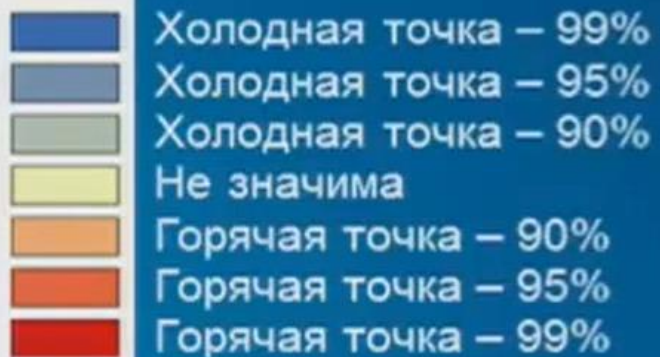 Холодная точка – 99%
Холодная точка – 95%
Холодная точка – 90%
Не значима
Горячая точка – 90%
Горячая точка – 95%
Горячая точка – 99%